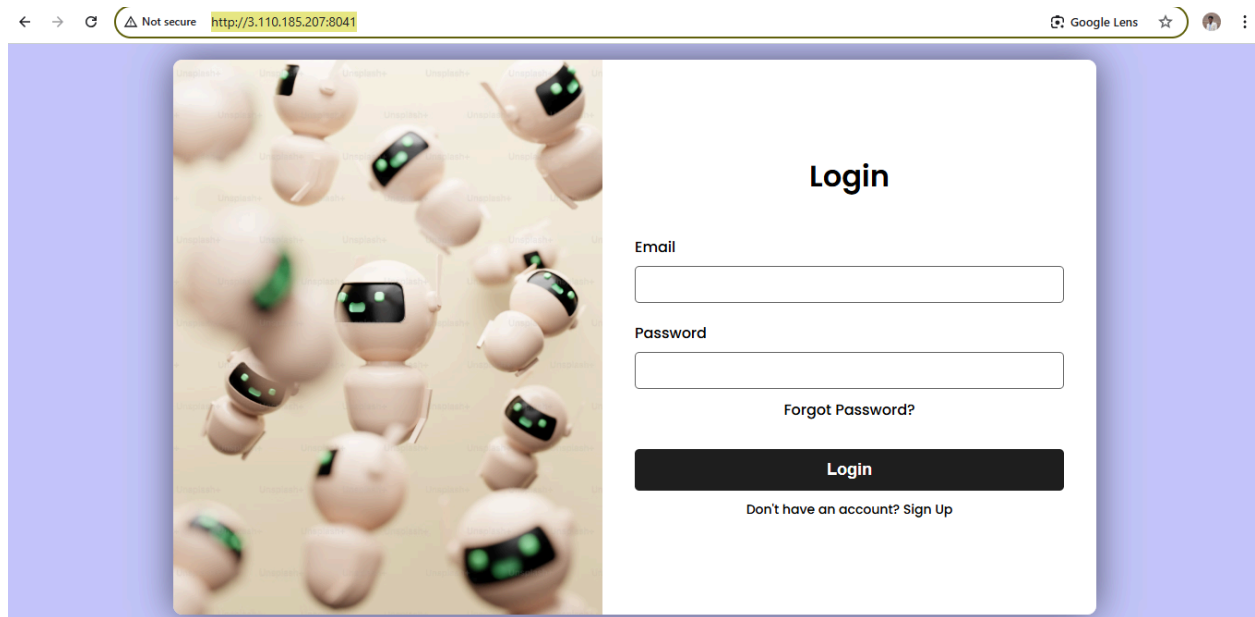 Not secure http://3.110.185.207:8041 Google Lens
Unsplash+
Login
Email
Password
Forgot Password?
Login
Don't have an account? Sign Up